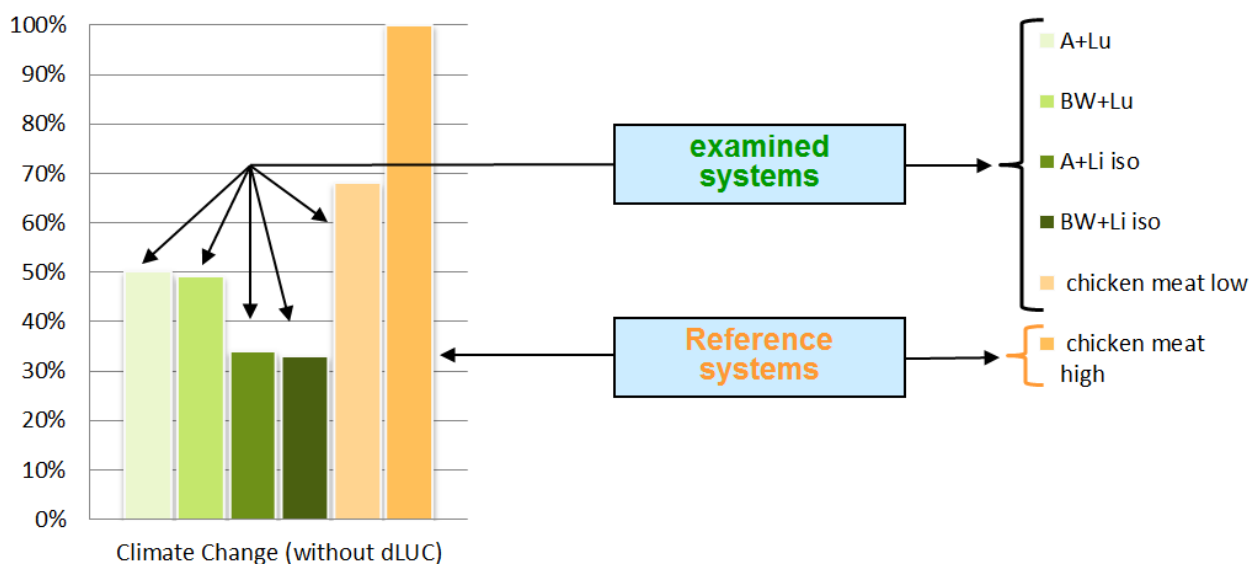 100%
90%
80%
70%
60%
50%
40%
30%
20%
10%
0%
Climate Change (without dLUC)
examined
systems
Reference
systems
A+Lu
BW+Lu
A+Li iso
BW+Li iso
chicken meat low
chicken meat
high